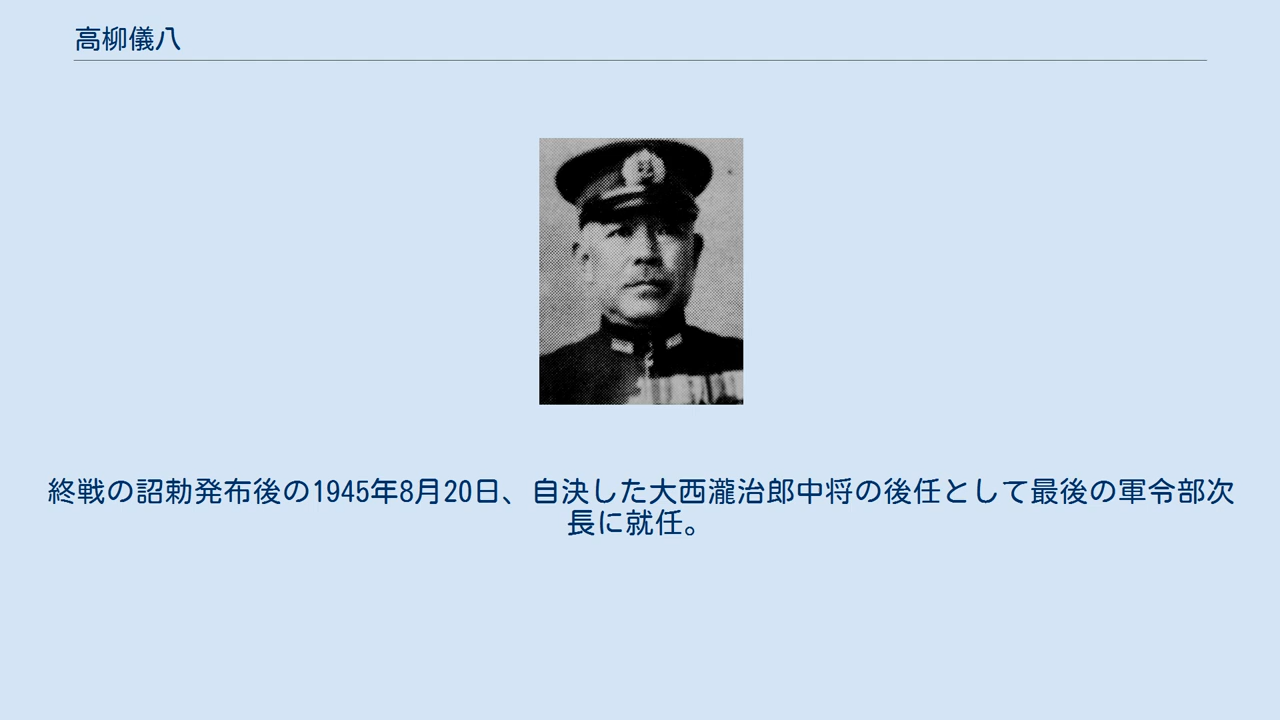 高柳儀八
終戦の詔勅発布後の1945年8月20日、自決した大西瀧治郎中将の後任として最後の軍令部次
長に就任。